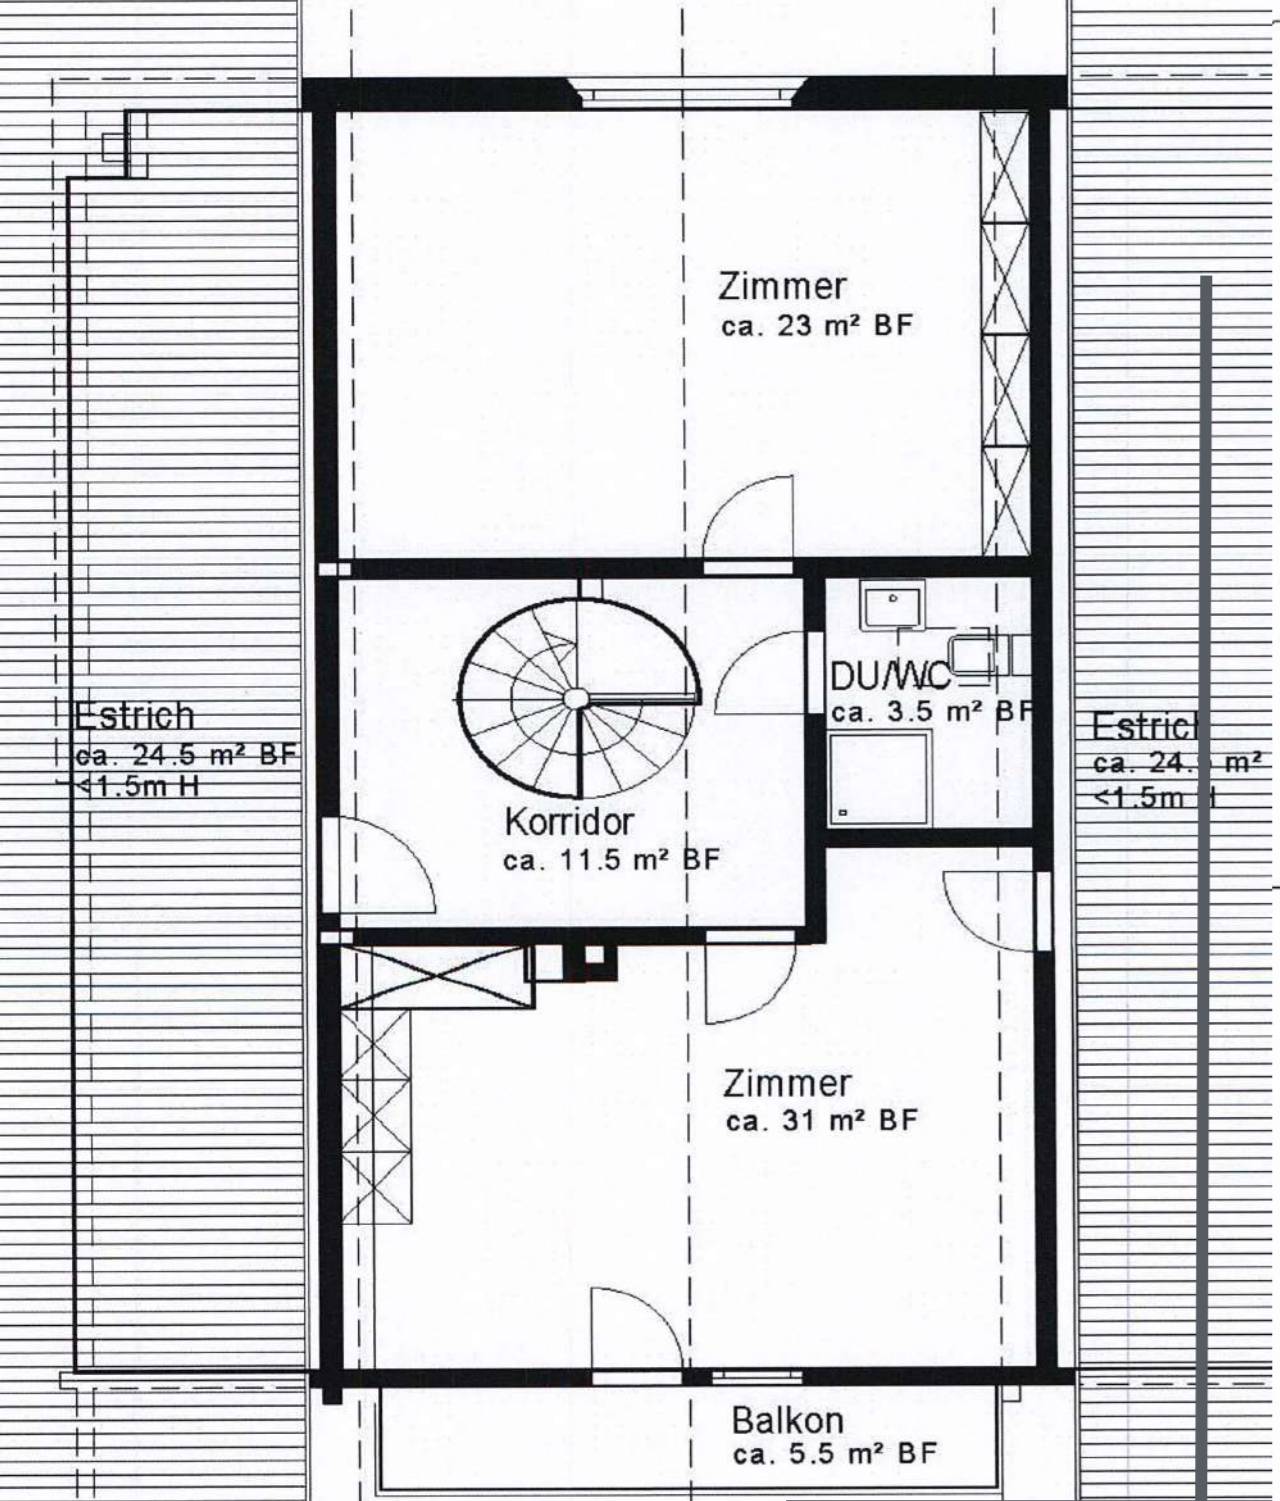 Zimmer
ca. 23 m² BF
DU/WC
ca. 3.5 m² BF
Estrich
ca. 24.5 m² BF
<1.5m H
Estrich
ca. 24. m²
<1.5m H
Korridor
ca. 11.5 m² BF
Zimmer
ca. 31 m² BF
Balkon
ca. 5.5 m² BF